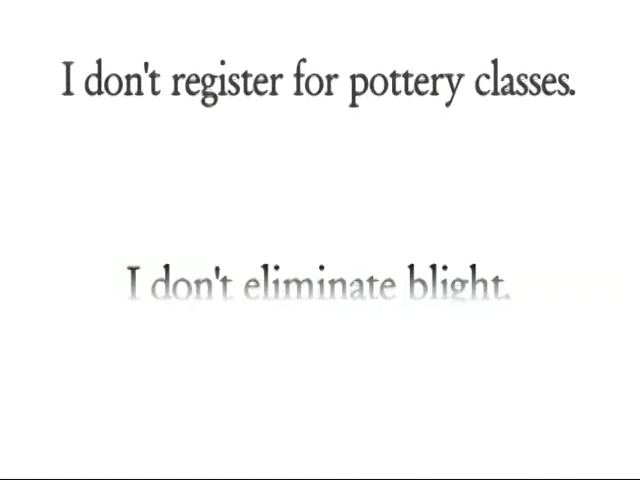 I don't register for pottery classes.
I don't eliminate blight.